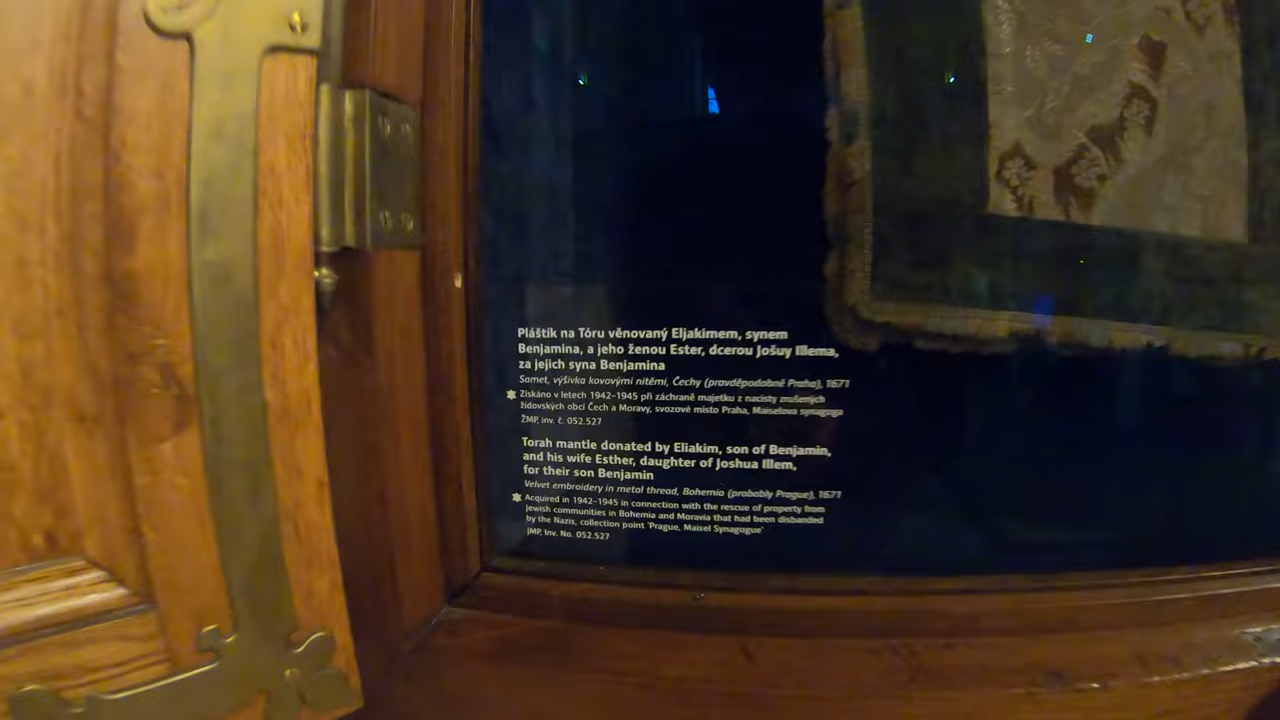 Pláštík na Tóru věnovaný Eljakimem, synem
Benjamina, a jeho ženou Ester, dcerou Jošuy Illema,
za jejich syna Benjamina
Samet, výšivka kovovými nitěmi, Čechy (pravděpodobně Praha), 1671
Získáno v letech 1942–1945 při záchraně majetku z nacisty zrušených
židovských obcí Čech a Moravy, svozové místo Praha, Maiselova synagoga
ŽMP, inv. č. 052.527
Torah mantle donated by Eliakim, son of Benjamin,
and his wife Esther, daughter of Joshua Illem,
for their son Benjamin
Velvet embroidery in metal thread, Bohemia (probably Prague), 1671
Acquired in 1942–1945 in connection with the rescue of property from
Jewish communities in Bohemia and Moravia that had been disbanded
by the Nazis, collection point 'Prague, Maisel Synagogue'
JMP, Inv. No. 052.527